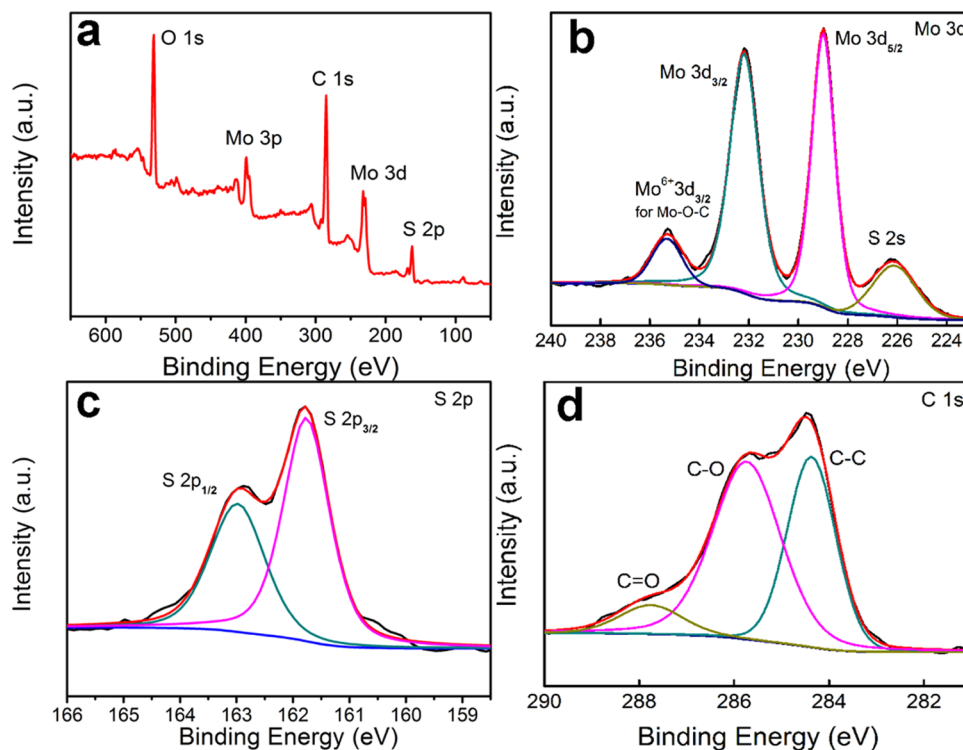 a
O 1s
C 1s
Mo 3p
Mo 3d
S 2p
Intensity (a.u.)
600 500 400 300 200 100
Binding Energy (eV)
b
Mo 3d
Mo 3d5/2
Mo 3d3/2
Mo6+3d3/2
for Mo-O-C
S 2s
Intensity (a.u.)
240 238 236 234 232 230 228 226 224
Binding Energy (eV)
c
S 2p
S 2p3/2
S 2p1/2
Intensity (a.u.)
166 165 164 163 162 161 160 159
Binding Energy (eV)
d
C 1s
C-O
C-C
C=O
Intensity (a.u.)
290 288 286 284 282
Binding Energy (eV)